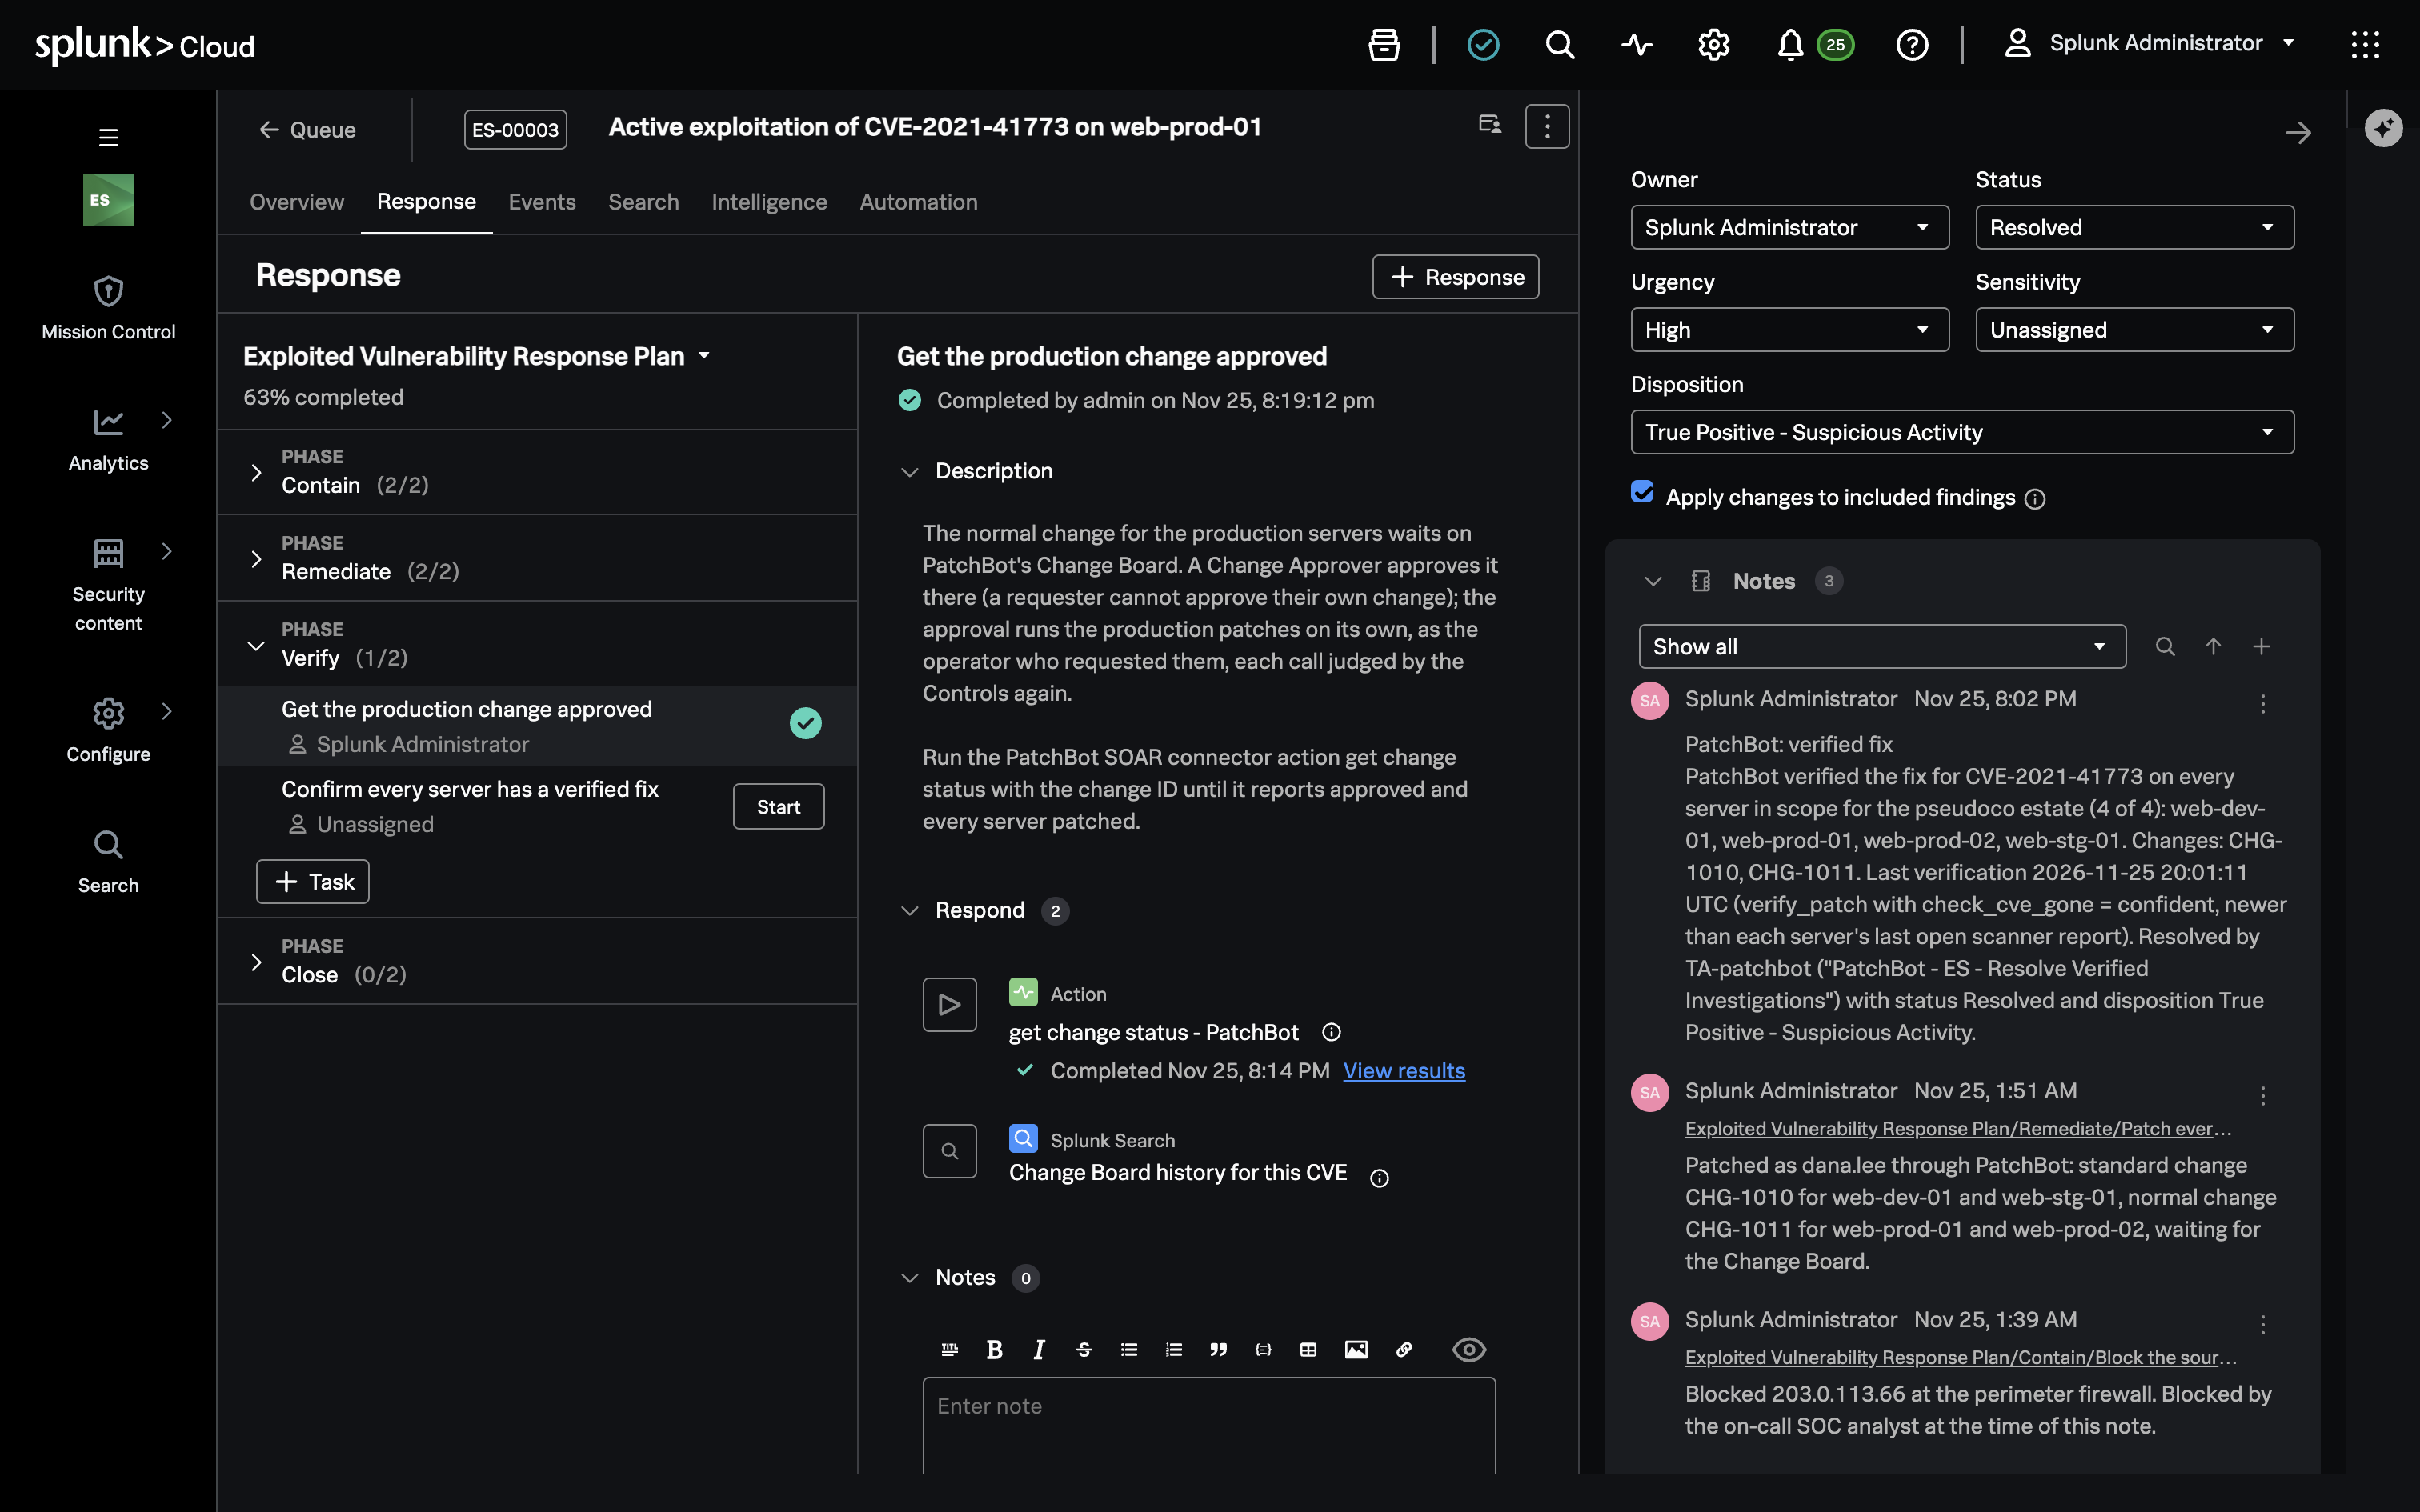 splunk>Cloud
25
Splunk Administrator
Queue
ES-00003
Active exploitation of CVE-2021-41773 on web-prod-01
ES
Mission Control
Analytics
Security
content
Configure
Search
Overview
Response
Events
Search
Intelligence
Automation
Response
Response
Exploited Vulnerability Response Plan
63% completed
PHASE
Contain (2/2)
PHASE
Remediate (2/2)
PHASE
Verify (1/2)
Get the production change approved
Splunk Administrator
Confirm every server has a verified fix
Unassigned
Start
Task
PHASE
Close (0/2)
Get the production change approved
Completed by admin on Nov 25, 8:19:12 pm
Description
The normal change for the production servers waits on
PatchBot's Change Board. A Change Approver approves it
there (a requester cannot approve their own change); the
approval runs the production patches on its own, as the
operator who requested them, each call judged by the
Controls again.
Run the PatchBot SOAR connector action get change
status with the change ID until it reports approved and
every server patched.
Respond 2
Action
get change status - PatchBot
Completed Nov 25, 8:14 PM View results
Splunk Search
Change Board history for this CVE
Notes 0
TITL
B I S
Enter note
Owner
Splunk Administrator
Status
Resolved
Urgency
High
Sensitivity
Unassigned
Disposition
True Positive - Suspicious Activity
Apply changes to included findings
Notes 3
Show all
SA
Splunk Administrator Nov 25, 8:02 PM
PatchBot: verified fix
PatchBot verified the fix for CVE-2021-41773 on every
server in scope for the pseudoco estate (4 of 4): web-dev-
01, web-prod-01, web-prod-02, web-stg-01. Changes: CHG-
1010, CHG-1011. Last verification 2026-11-25 20:01:11
UTC (verify_patch with check_cve_gone = confident, newer
than each server's last open scanner report). Resolved by
TA-patchbot ("PatchBot - ES - Resolve Verified
Investigations") with status Resolved and disposition True
Positive - Suspicious Activity.
SA
Splunk Administrator Nov 25, 1:51 AM
Exploited Vulnerability Response Plan/Remediate/Patch ever...
Patched as dana.lee through PatchBot: standard change
CHG-1010 for web-dev-01 and web-stg-01, normal change
CHG-1011 for web-prod-01 and web-prod-02, waiting for
the Change Board.
SA
Splunk Administrator Nov 25, 1:39 AM
Exploited Vulnerability Response Plan/Contain/Block the sour...
Blocked 203.0.113.66 at the perimeter firewall. Blocked by
the on-call SOC analyst at the time of this note.